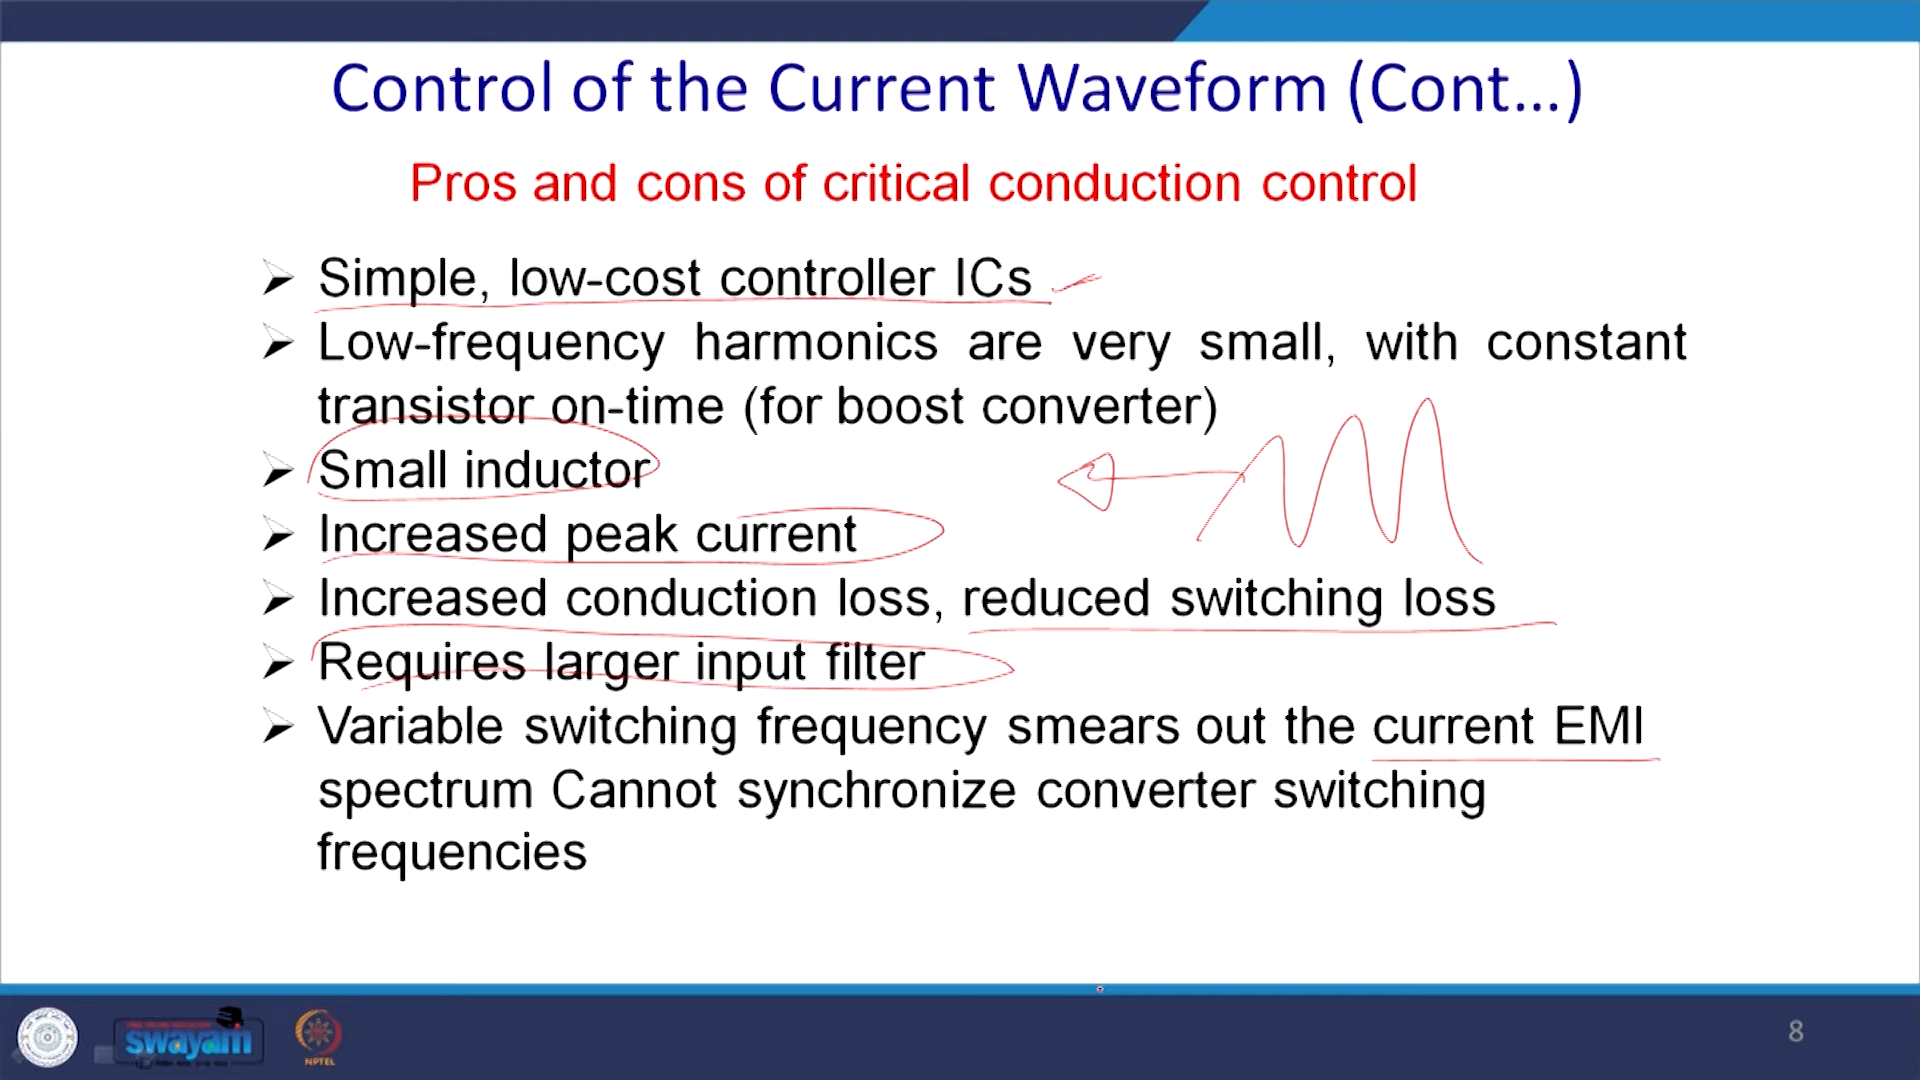 Control of the Current Waveform (Cont...)
Pros and cons of critical conduction control
➢ Simple, low-cost controller ICs
➢ Low-frequency harmonics are very small, with constant
transistor on-time (for boost converter)
➢ Small inductor
➢ Increased peak current
➢ Increased conduction loss, reduced switching loss
➢ Requires larger input filter
➢ Variable switching frequency smears out the current EMI
spectrum Cannot synchronize converter switching
frequencies
swayam
NPTEL
8